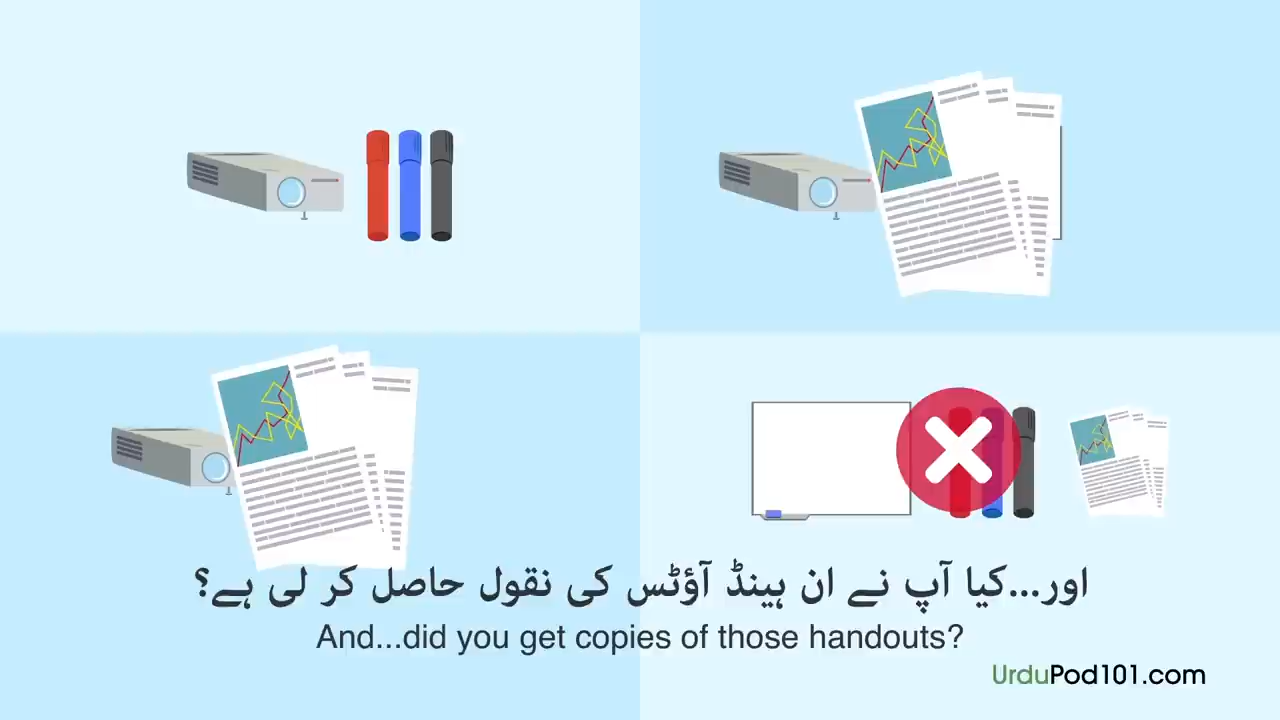 اور...کیا آپ نے ان ہینڈ آؤٹس کی نقول حاصل کر لی ہے؟
And...did you get copies of those handouts?
UrduPod101.com